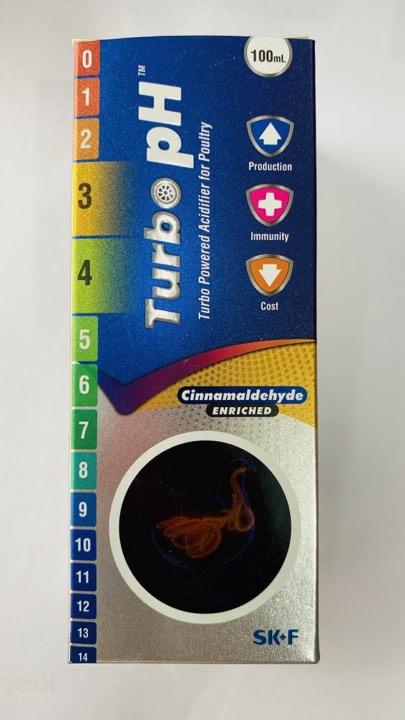 0
1
2
3
4
5
6
7
8
9
10
11
12
13
14
100mL
Turbo pH™
Turbo Powered Acidifier for Poultry
Production
Immunity
Cost
Cinnamaldehyde
ENRICHED
SK+F